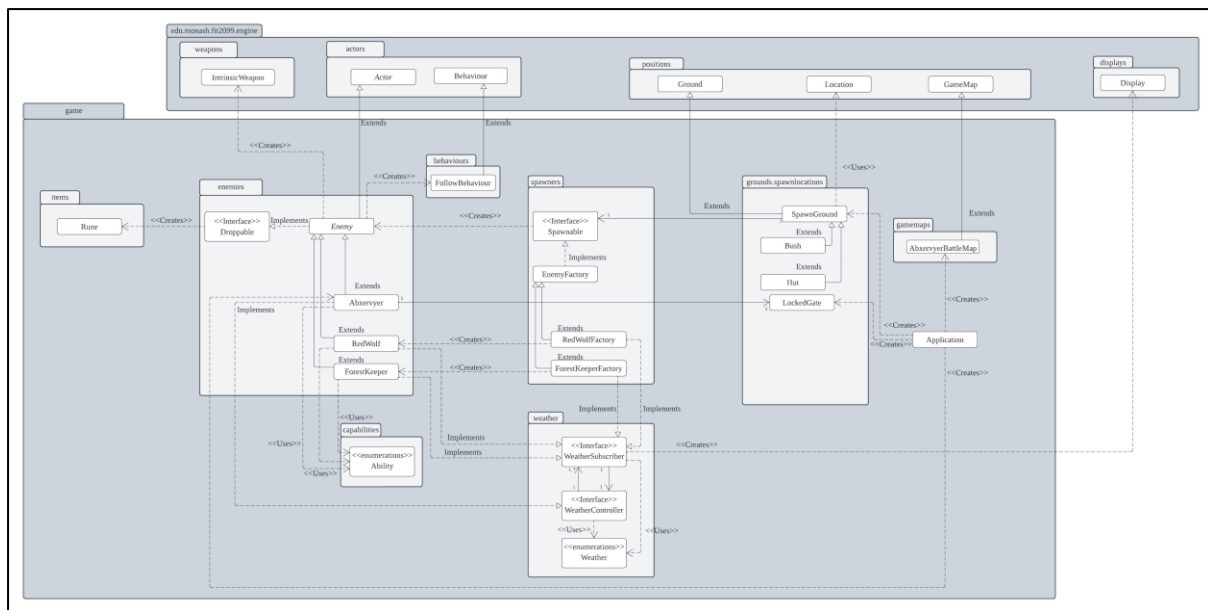 edu.monash.fit2099.engine
weapons
IntrinsicWeapon
actors
Actor
Behaviour
positions
Ground
Location
GameMap
displays
Display
game
Extends
Extends
<<Creates>>
behaviours
FollowBehaviour
<<Creates>>
<<Uses>>
items
Rune
<<Creates>>
enemies
<<Interface>>
Droppable
Implements
Enemy
<<Creates>>
spawners
<<Interface>>
Spawnable
Implements
EnemyFactory
grounds.spawnlocations
Extends
SpawnGround
Extends
Bush
Extends
Hut
LockedGate
gamemaps
Extends
AbxervyerBattleMap
<<Creates>>
<<Creates>>
<<Creates>>
Application
<<Creates>>
Extends
Abxervyer
Implements
Extends
RedWolf
<<Creates>>
Extends
RedWolfFactory
Extends
ForestKeeper
<<Creates>>
Extends
ForestKeeperFactory
<<Uses>>
<<Uses>>
<<Uses>>
capabilities
<<enumerations>>
Ability
Implements
Implements
Implements
Implements
weather
<<Interface>>
WeatherSubscriber
<<Creates>>
<<Interface>>
WeatherController
<<Uses>>
<<Uses>>
<<enumerations>>
Weather